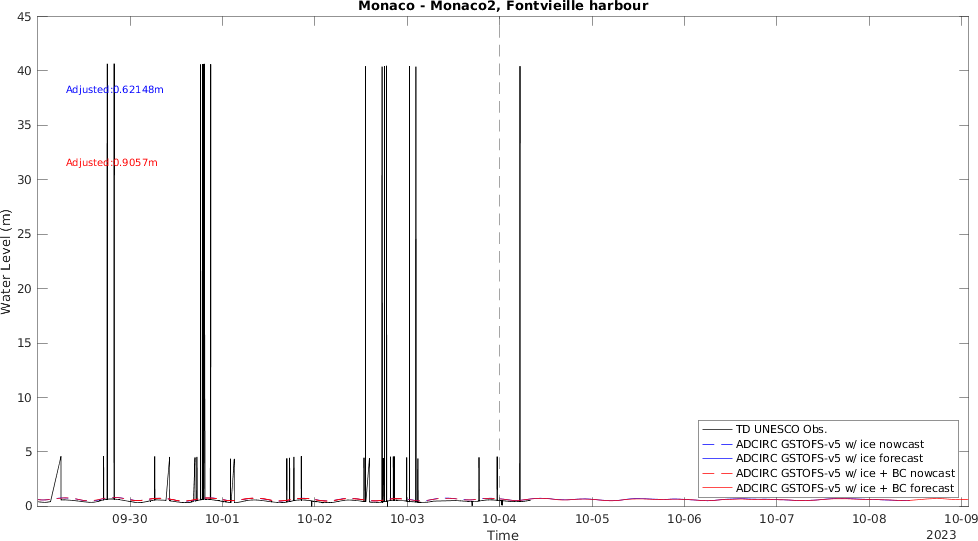 Monaco - Monaco2, Fontvieille harbour
45
40
35
30
25
20
15
10
5
0
Water Level (m)
Adjusted:0.62148m
Adjusted:0.9057m
TD UNESCO Obs.
ADCIRC GSTOFS-v5 w/ ice nowcast
ADCIRC GSTOFS-v5 w/ ice forecast
ADCIRC GSTOFS-v5 w/ ice + BC nowcast
ADCIRC GSTOFS-v5 w/ ice + BC forecast
09-30 10-01 10-02 10-03 10-04 10-05 10-06 10-07 10-08 10-09
2023
Time